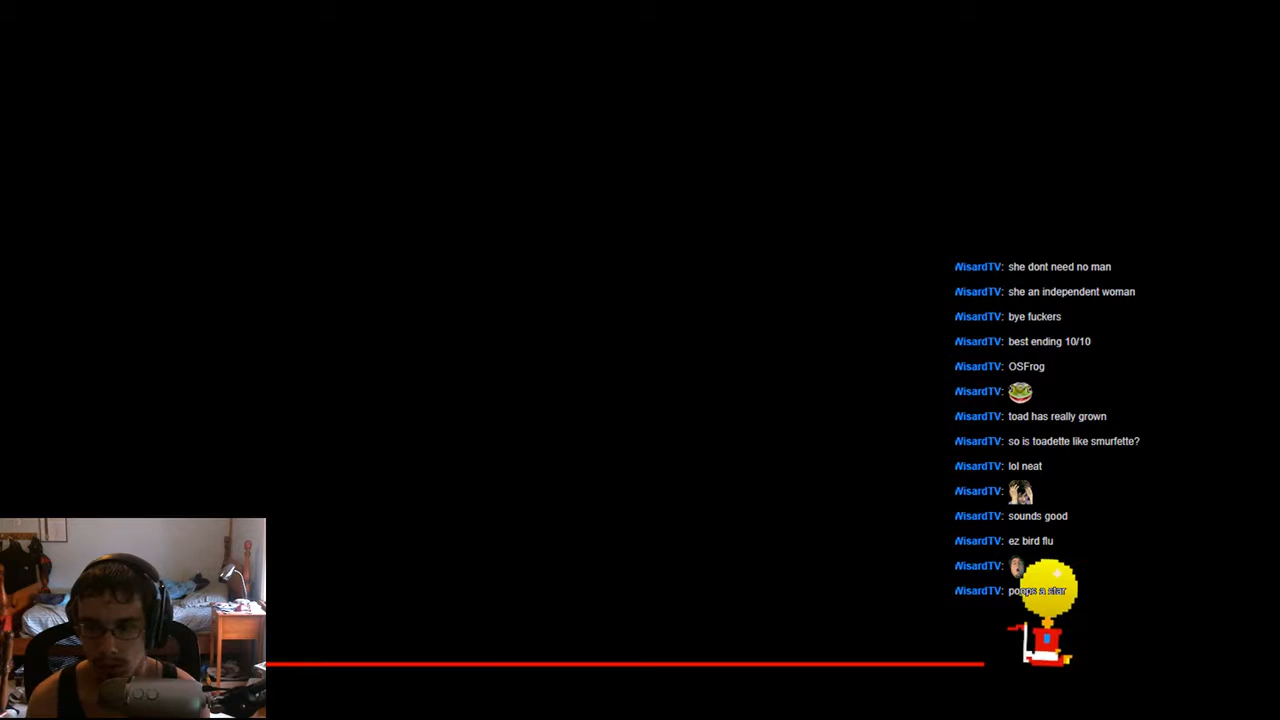 WisardTV: she dont need no man
WisardTV: she an independent woman
WisardTV: bye fuckers
WisardTV: best ending 10/10
WisardTV: OSFrog
WisardTV:
WisardTV: toad has really grown
WisardTV: so is toadette like smurfette?
WisardTV: lol neat
WisardTV:
WisardTV: sounds good
WisardTV: ez bird flu
WisardTV:
WisardTV: poops a star